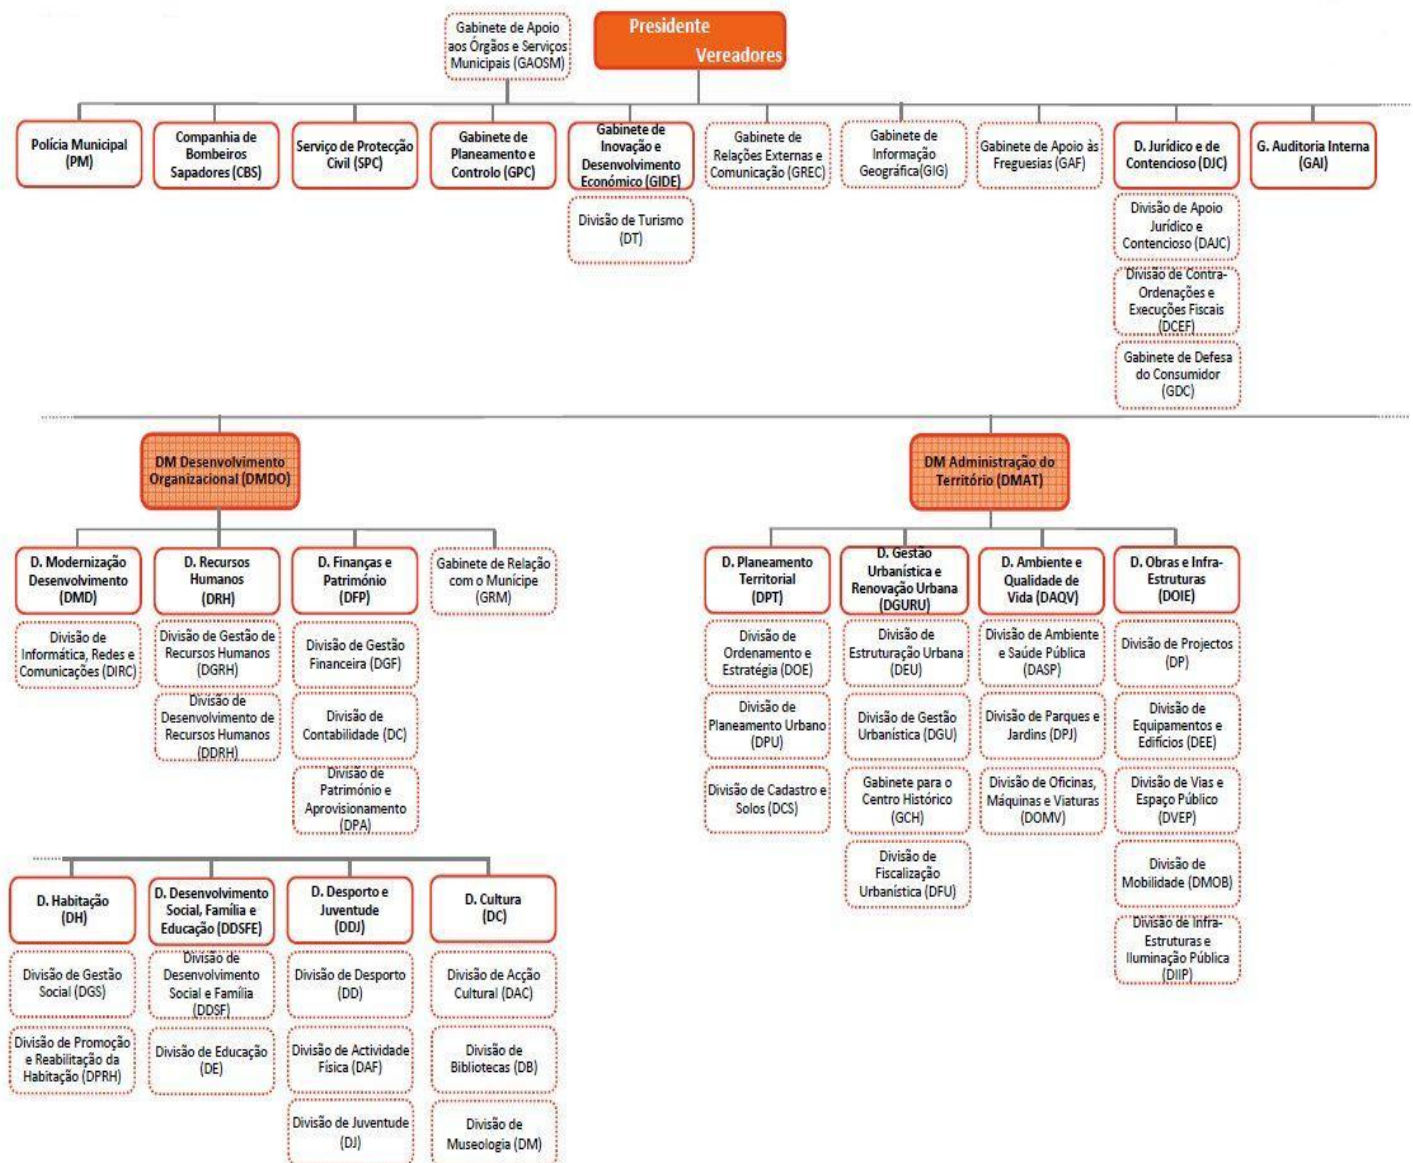 Gabinete de Apoio
aos Órgãos e Serviços
Municipais (GAOSM)
Presidente
Vereadores
Polícia Municipal
(PM)
Companhia de
Bombeiros
Sapadores (CBS)
Serviço de Protecção
Civil (SPC)
Gabinete de
Planeamento e
Controlo (GPC)
Gabinete de
Inovação e
Desenvolvimento
Económico (GIDE)
Gabinete de
Relações Externas e
Comunicação (GREC)
Gabinete de
Informação
Geográfica(GIG)
Gabinete de Apoio às
Freguesias (GAF)
D. Jurídico e de
Contencioso (DJC)
G. Auditoria Interna
(GAI)
Divisão de Turismo
(DT)
Divisão de Apoio
Jurídico e
Contencioso (DAJC)
Divisão de Contra-
Ordenações e
Execuções Fiscais
(DCEF)
Gabinete de Defesa
do Consumidor
(GDC)
DM Desenvolvimento
Organizacional (DMDO)
DM Administração do
Território (DMAT)
D. Modernização
Desenvolvimento
(DMD)
D. Recursos
Humanos
(DRH)
D. Finanças e
Património
(DFP)
Gabinete de Relação
com o Munícipe
(GRM)
Divisão de
Informática, Redes e
Comunicações (DIRC)
Divisão de Gestão de
Recursos Humanos
(DGRH)
Divisão de
Desenvolvimento de
Recursos Humanos
(DDRH)
Divisão de Gestão
Financeira (DGF)
Divisão de
Contabilidade (DC)
Divisão de
Património e
Aprovisionamento
(DPA)
D. Planeamento
Territorial
(DPT)
D. Gestão
Urbanística e
Renovação Urbana
(DGURU)
D. Ambiente e
Qualidade de
Vida (DAQV)
D. Obras e Infra-
Estruturas
(DOIE)
Divisão de
Ordenamento e
Estratégia (DOE)
Divisão de
Planeamento Urbano
(DPU)
Divisão de Cadastro e
Solos (DCS)
Divisão de
Estruturação Urbana
(DEU)
Divisão de Gestão
Urbanística (DGU)
Gabinete para o
Centro Histórico
(GCH)
Divisão de
Fiscalização
Urbanística (DFU)
Divisão de Ambiente
e Saúde Pública
(DASP)
Divisão de Parques e
Jardins (DPJ)
Divisão de Oficinas,
Máquinas e Viaturas
(DOMV)
Divisão de Projectos
(DP)
Divisão de
Equipamentos e
Edifícios (DEE)
Divisão de Vias e
Espaço Público
(DVEP)
Divisão de
Mobilidade (DMOB)
Divisão de Infra-
Estruturas e
Iluminação Pública
(DIIP)
D. Habitação
(DH)
D. Desenvolvimento
Social, Família e
Educação (DDSFE)
D. Desporto e
Juventude
(DDJ)
D. Cultura
(DC)
Divisão de Gestão
Social (DGS)
Divisão de Promoção
e Reabilitação da
Habitação (DPRH)
Divisão de
Desenvolvimento
Social e Família
(DDSF)
Divisão de Educação
(DE)
Divisão de Desporto
(DD)
Divisão de Actividade
Física (DAF)
Divisão de Juventude
(DJ)
Divisão de Acção
Cultural (DAC)
Divisão de
Bibliotecas (DB)
Divisão de
Museologia (DM)